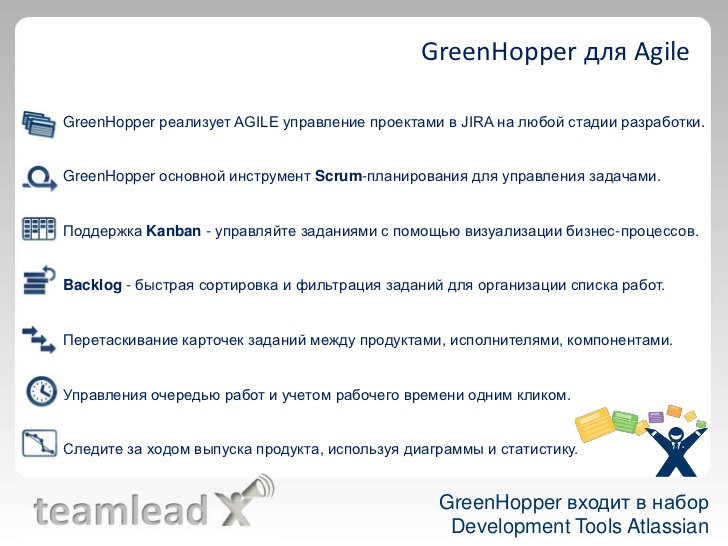 GreenHopper для Agile
GreenHopper реализует AGILE управление проектами в JIRA на любой стадии разработки.
GreenHopper основной инструмент Scrum-планирования для управления задачами.
Поддержка Kanban - управляйте заданиями с помощью визуализации бизнес-процессов.
Backlog - быстрая сортировка и фильтрация заданий для организации списка работ.
Перетаскивание карточек заданий между продуктами, исполнителями, компонентами.
Управления очередью работ и учетом рабочего времени одним кликом.
Следите за ходом выпуска продукта, используя диаграммы и статистику.
teamlead
GreenHopper входит в набор
Development Tools Atlassian